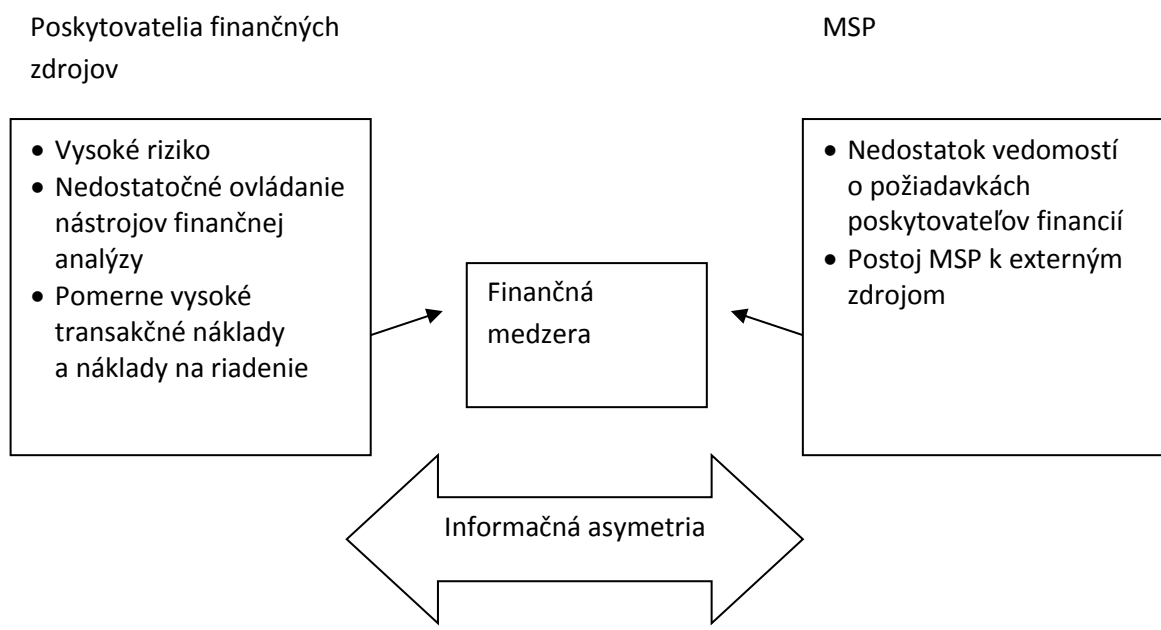 Poskytovatelia finančných
zdrojov
MSP
• Vysoké riziko
• Nedostatočné ovládanie
nástrojov finančnej
analýzy
• Pomerne vysoké
transakčné náklady
a náklady na riadenie
Finančná
medzera
• Nedostatok vedomostí
o požiadavkách
poskytovateľov financií
• Postoj MSP k externým
zdrojom
Informačná asymetria